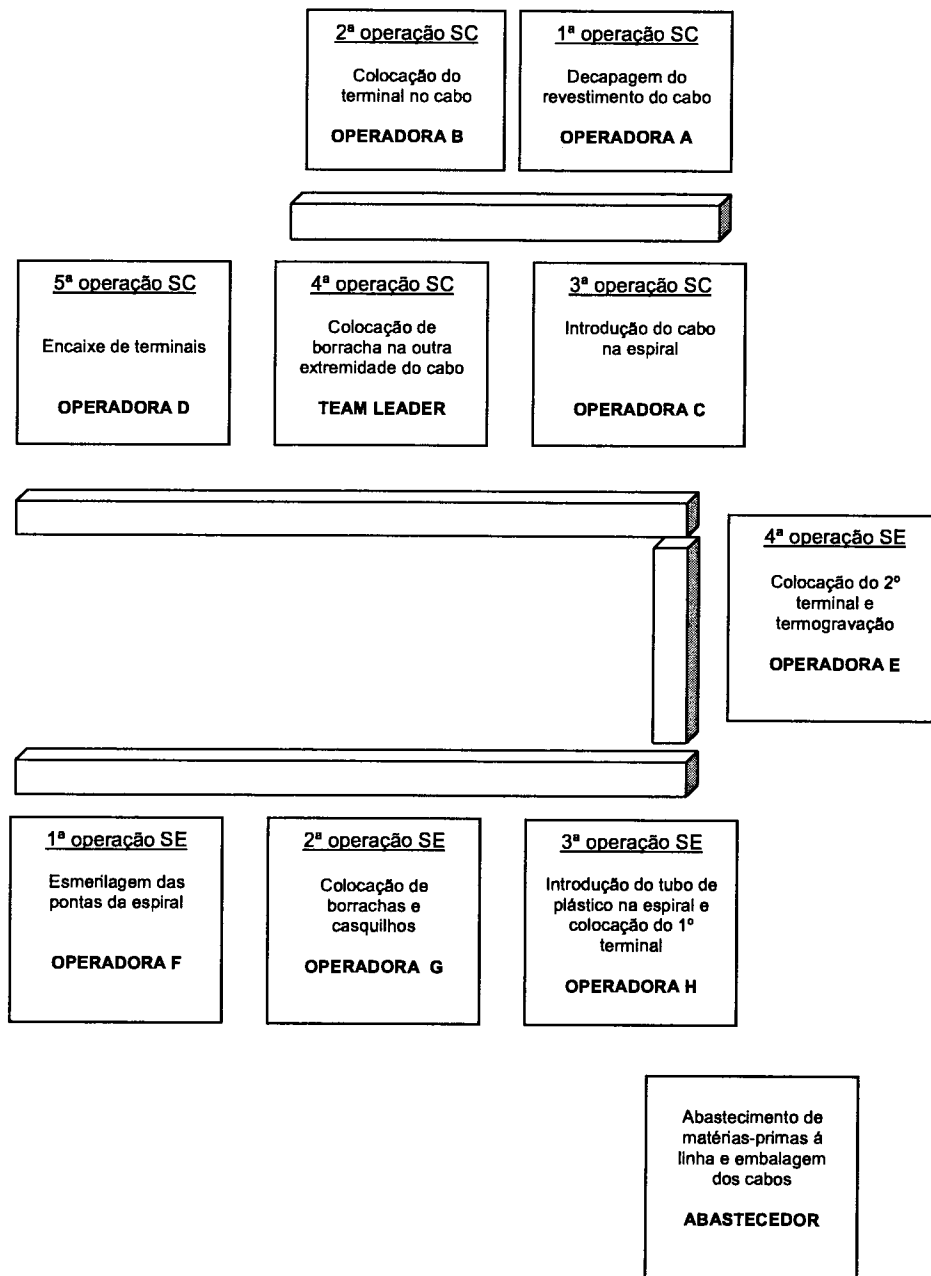 2ª operação SC
Colocação do
terminal no cabo
OPERADORA B
1ª operação SC
Decapagem do
revestimento do cabo
OPERADORA A
5ª operação SC
Encaixe de terminais
OPERADORA D
4ª operação SC
Colocação de
borracha na outra
extremidade do cabo
TEAM LEADER
3ª operação SC
Introdução do cabo
na espiral
OPERADORA C
4ª operação SE
Colocação do 2º
terminal e
termogravação
OPERADORA E
1ª operação SE
Esmerilagem das
pontas da espiral
OPERADORA F
2ª operação SE
Colocação de
borrachas e
casquilhos
OPERADORA G
3ª operação SE
Introdução do tubo de
plástico na espiral e
colocação do 1º
terminal
OPERADORA H
Abastecimento de
matérias-primas á
linha e embalagem
dos cabos
ABASTECEDOR